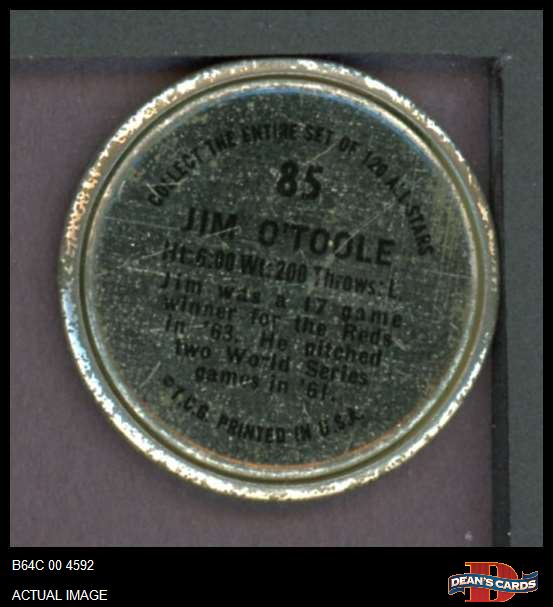 COLLECT THE ENTIRE SET OF 120 ALL-STARS
85
JIM O'TOOLE
Ht:6:00 Wt:200 Throws: L.
Jim was a 17 game
winner for the Reds
in '63. He pitched
two World Series
games in '61.
©T.C.G. PRINTED IN U.S.A.
B64C 00 4592
ACTUAL IMAGE
D
DEAN'S CARDS